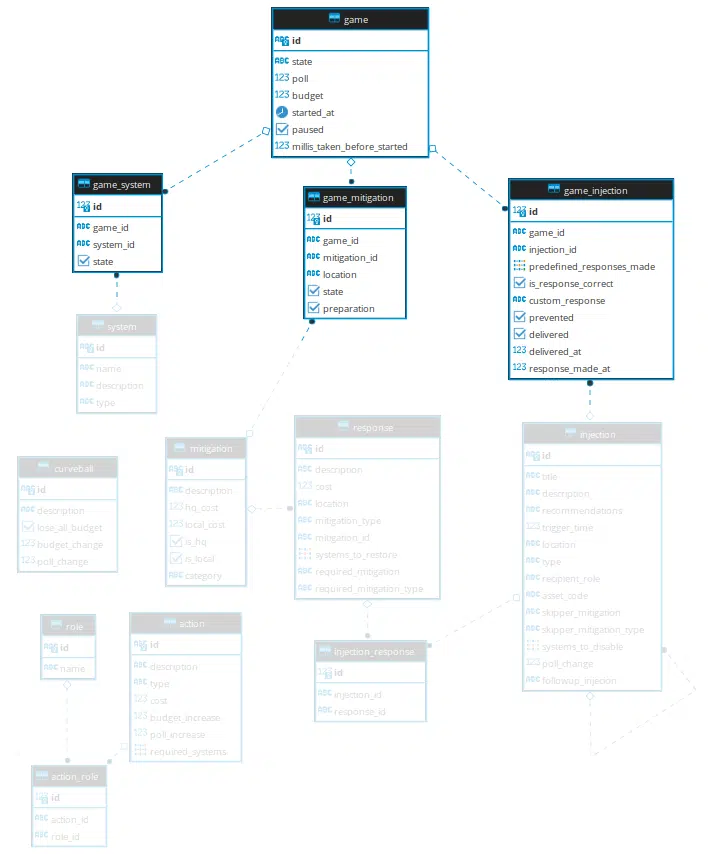 game
id
state
poll
budget
started_at
paused
millis_taken_before_started
game_system
id
game_id
system_id
state
game_mitigation
id
game_id
mitigation_id
location
state
preparation
game_injection
id
game_id
injection_id
predefined_responses_made
is_response_correct
custom_response
prevented
delivered
delivered_at
response_made_at
system
id
name
description
type
curveball
id
description
lose_all_budget
budget_change
poll_change
mitigation
id
description
hq_cost
local_cost
is_hq
is_local
category
response
id
description
cost
location
mitigation_type
mitigation_id
systems_to_restore
required_mitigation
required_mitigation_type
injection
id
title
description
recommendations
trigger_time
location
type
recipient_role
asset_code
skipper_mitigation
skipper_mitigation_type
systems_to_disable
poll_change
followup_injecion
role
id
name
action
id
description
type
cost
budget_increase
poll_increase
required_systems
injection_response
id
injection_id
response_id
action_role
id
action_id
role_id